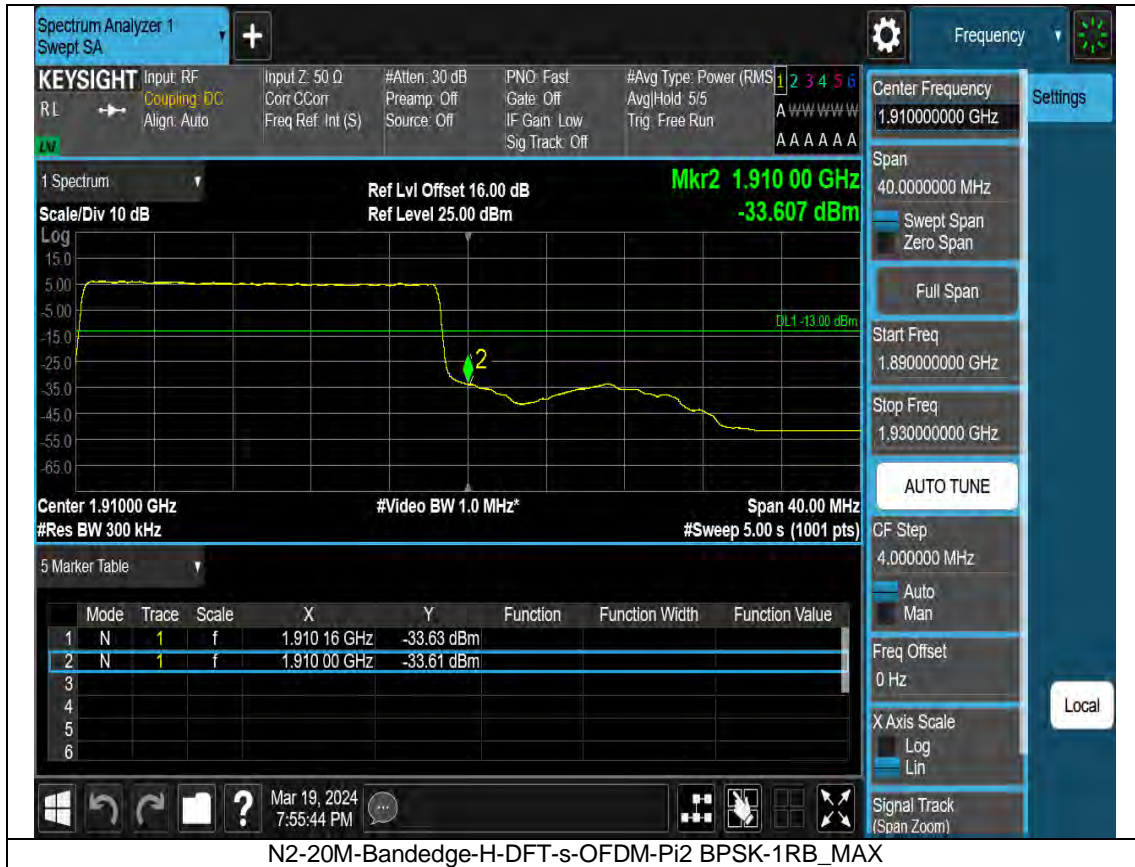 Spectrum Analyzer 1
Swept SA
+
Frequency
KEYSIGHT Input: RF Input Z: 50 Ω #Atten: 30 dB PNO: Fast #Avg Type: Power (RMS 1 2 3 4 5 6
RL Coupling: DC Corr CCorr Preamp: Off Gate: Off Avg|Hold: 5/5 A W W W W W
Align: Auto Freq Ref: Int (S) Source: Off IF Gain: Low Trig: Free Run
Sig Track: Off A A A A A A
1 Spectrum
Ref Lvl Offset 16.00 dB
Mkr2 1.910 00 GHz
Scale/Div 10 dB
Ref Level 25.00 dBm
-33.607 dBm
Log
15.0
5.00
-5.00
DL1 -13.00 dBm
-15.0
2
-25.0
-35.0
-45.0
-55.0
-65.0
Center 1.91000 GHz #Video BW 1.0 MHz* Span 40.00 MHz
#Res BW 300 kHz #Sweep 5.00 s (1001 pts)
5 Marker Table
Mode Trace Scale X Y Function Function Width Function Value
1 N 1 f 1.910 16 GHz -33.63 dBm
2 N 1 f 1.910 00 GHz -33.61 dBm
3
4
5
6
Mar 19, 2024
7:55:44 PM
Center Frequency
1.910000000 GHz
Settings
Span
40.0000000 MHz
Swept Span
Zero Span
Full Span
Start Freq
1.890000000 GHz
Stop Freq
1.930000000 GHz
AUTO TUNE
CF Step
4.000000 MHz
Auto
Man
Freq Offset
0 Hz
Local
X Axis Scale
Log
Lin
Signal Track
(Span Zoom)
N2-20M-Bandedge-H-DFT-s-OFDM-Pi2 BPSK-1RB_MAX